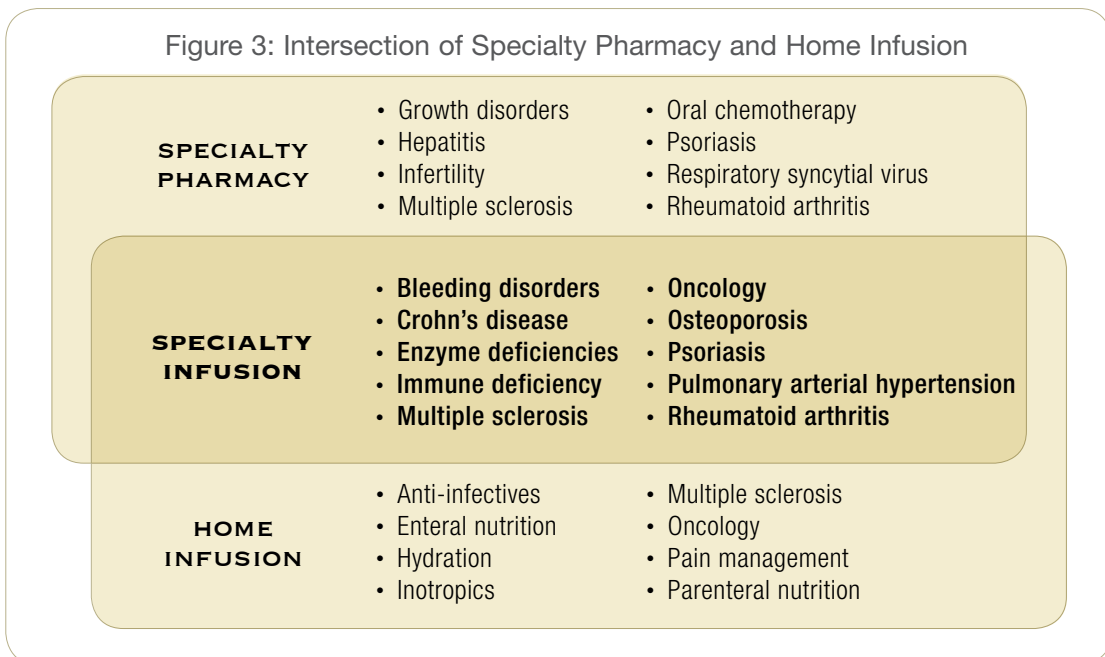 Figure 3: Intersection of Specialty Pharmacy and Home Infusion
SPECIALTY
PHARMACY
• Growth disorders
• Hepatitis
• Infertility
• Multiple sclerosis
• Oral chemotherapy
• Psoriasis
• Respiratory syncytial virus
• Rheumatoid arthritis
SPECIALTY
INFUSION
• Bleeding disorders
• Crohn’s disease
• Enzyme deficiencies
• Immune deficiency
• Multiple sclerosis
• Oncology
• Osteoporosis
• Psoriasis
• Pulmonary arterial hypertension
• Rheumatoid arthritis
HOME
INFUSION
• Anti-infectives
• Enteral nutrition
• Hydration
• Inotropics
• Multiple sclerosis
• Oncology
• Pain management
• Parenteral nutrition